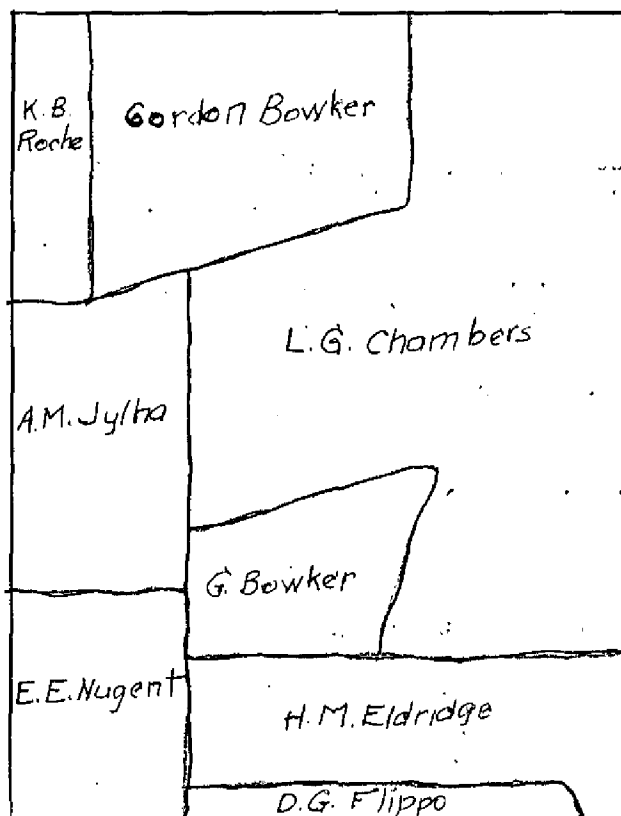 K.B.
Roche
Gordon Bowker
L.G. Chambers
A.M. Jylha
G. Bowker
E.E. Nugent
H.M. Eldridge
D.G. Flippo